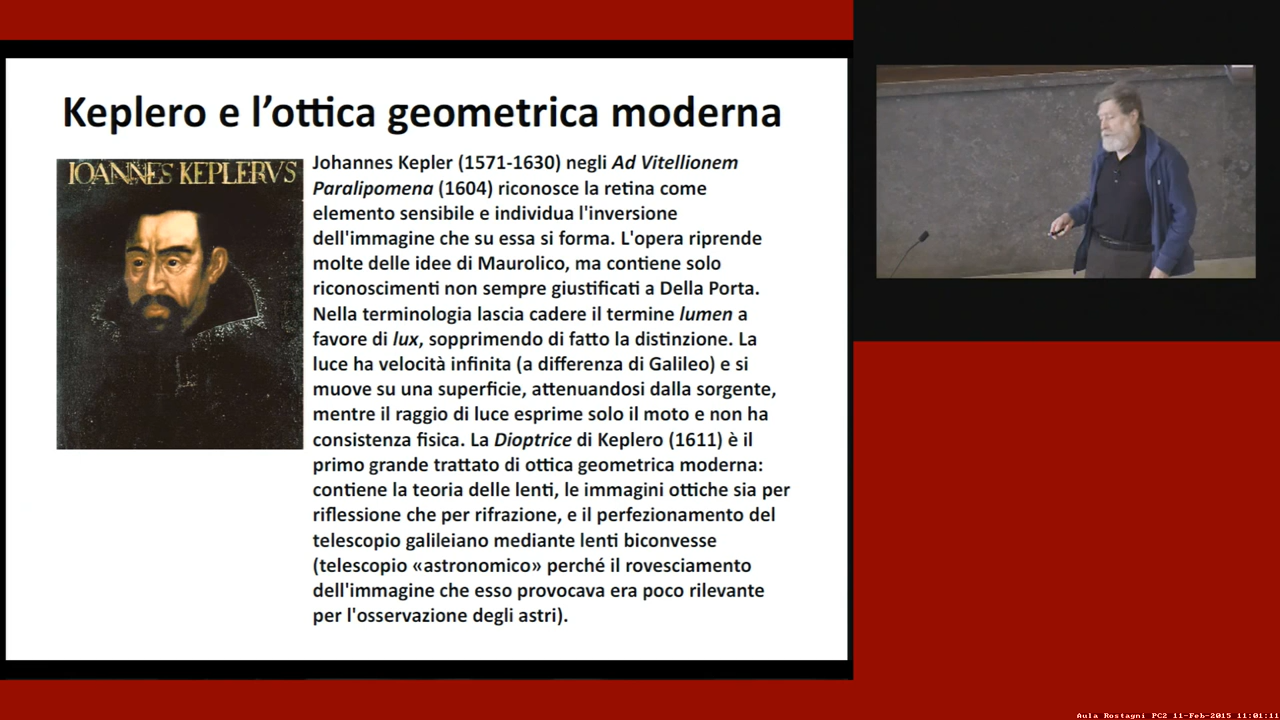 Keplero e l’ottica geometrica moderna
IOANNES KEPLERVS
Johannes Kepler (1571-1630) negli Ad Vitellionem
Paralipomena (1604) riconosce la retina come
elemento sensibile e individua l'inversione
dell'immagine che su essa si forma. L'opera riprende
molte delle idee di Maurolico, ma contiene solo
riconoscimenti non sempre giustificati a Della Porta.
Nella terminologia lascia cadere il termine lumen a
favore di lux, sopprimendo di fatto la distinzione. La
luce ha velocità infinita (a differenza di Galileo) e si
muove su una superficie, attenuandosi dalla sorgente,
mentre il raggio di luce esprime solo il moto e non ha
consistenza fisica. La Dioptrice di Keplero (1611) è il
primo grande trattato di ottica geometrica moderna:
contiene la teoria delle lenti, le immagini ottiche sia per
riflessione che per rifrazione, e il perfezionamento del
telescopio galileiano mediante lenti biconvesse
(telescopio «astronomico» perché il rovesciamento
dell'immagine che esso provocava era poco rilevante
per l'osservazione degli astri).
Aula Rostagni PC2 11-Feb-2015 11:01:11